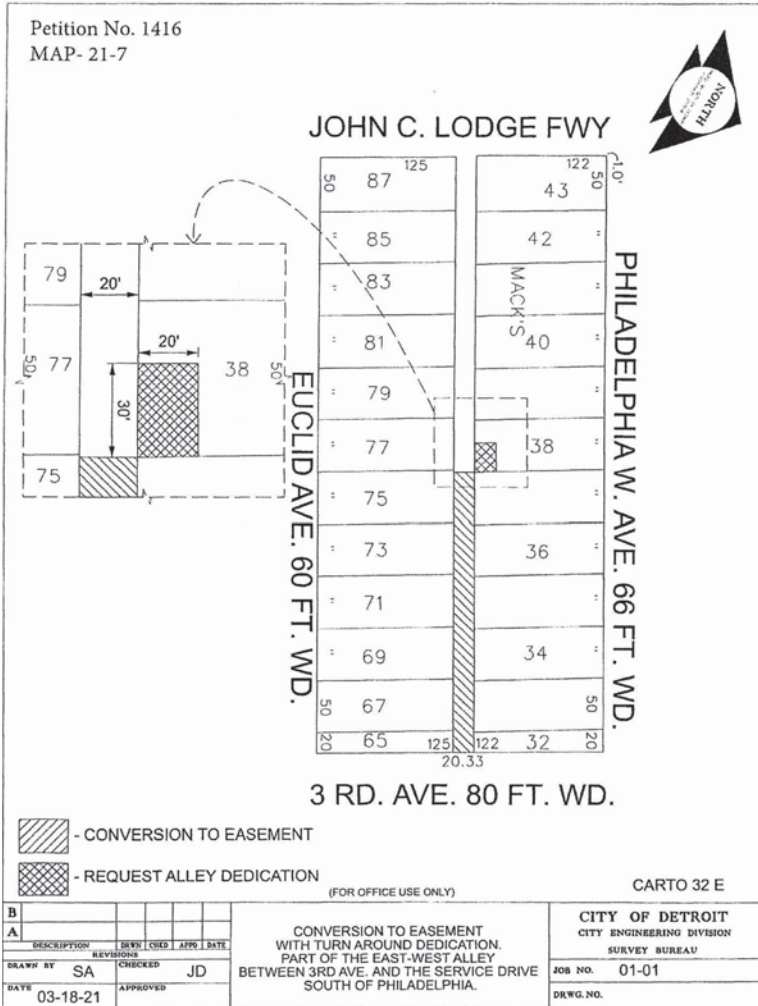 Petition No. 1416
MAP- 21-7
NORTH
JOHN C. LODGE FWY
125
122
1.0'
50
87
43
50
"
85
42
"
"
83
MACK'S
"
"
81
40
"
"
79
"
"
77
38
"
"
75
"
"
73
36
"
"
71
"
"
69
34
"
50
67
50
20
65
125
122
32
20
20.33
EUCLID AVE. 60 FT. WD.
PHILADELPHIA W. AVE. 66 FT. WD.
3 RD. AVE. 80 FT. WD.
79
20'
20'
50'
77
38
50'
30'
75
- CONVERSION TO EASEMENT
- REQUEST ALLEY DEDICATION
(FOR OFFICE USE ONLY)
CARTO 32 E
B
A
DESCRIPTION DRWN CHKD APPD DATE
REVISIONS
DRAWN BY SA
CHECKED JD
DATE 03-18-21
APPROVED
CONVERSION TO EASEMENT
WITH TURN AROUND DEDICATION.
PART OF THE EAST-WEST ALLEY
BETWEEN 3RD AVE. AND THE SERVICE DRIVE
SOUTH OF PHILADELPHIA.
CITY OF DETROIT
CITY ENGINEERING DIVISION
SURVEY BUREAU
JOB NO. 01-01
DRWG. NO.